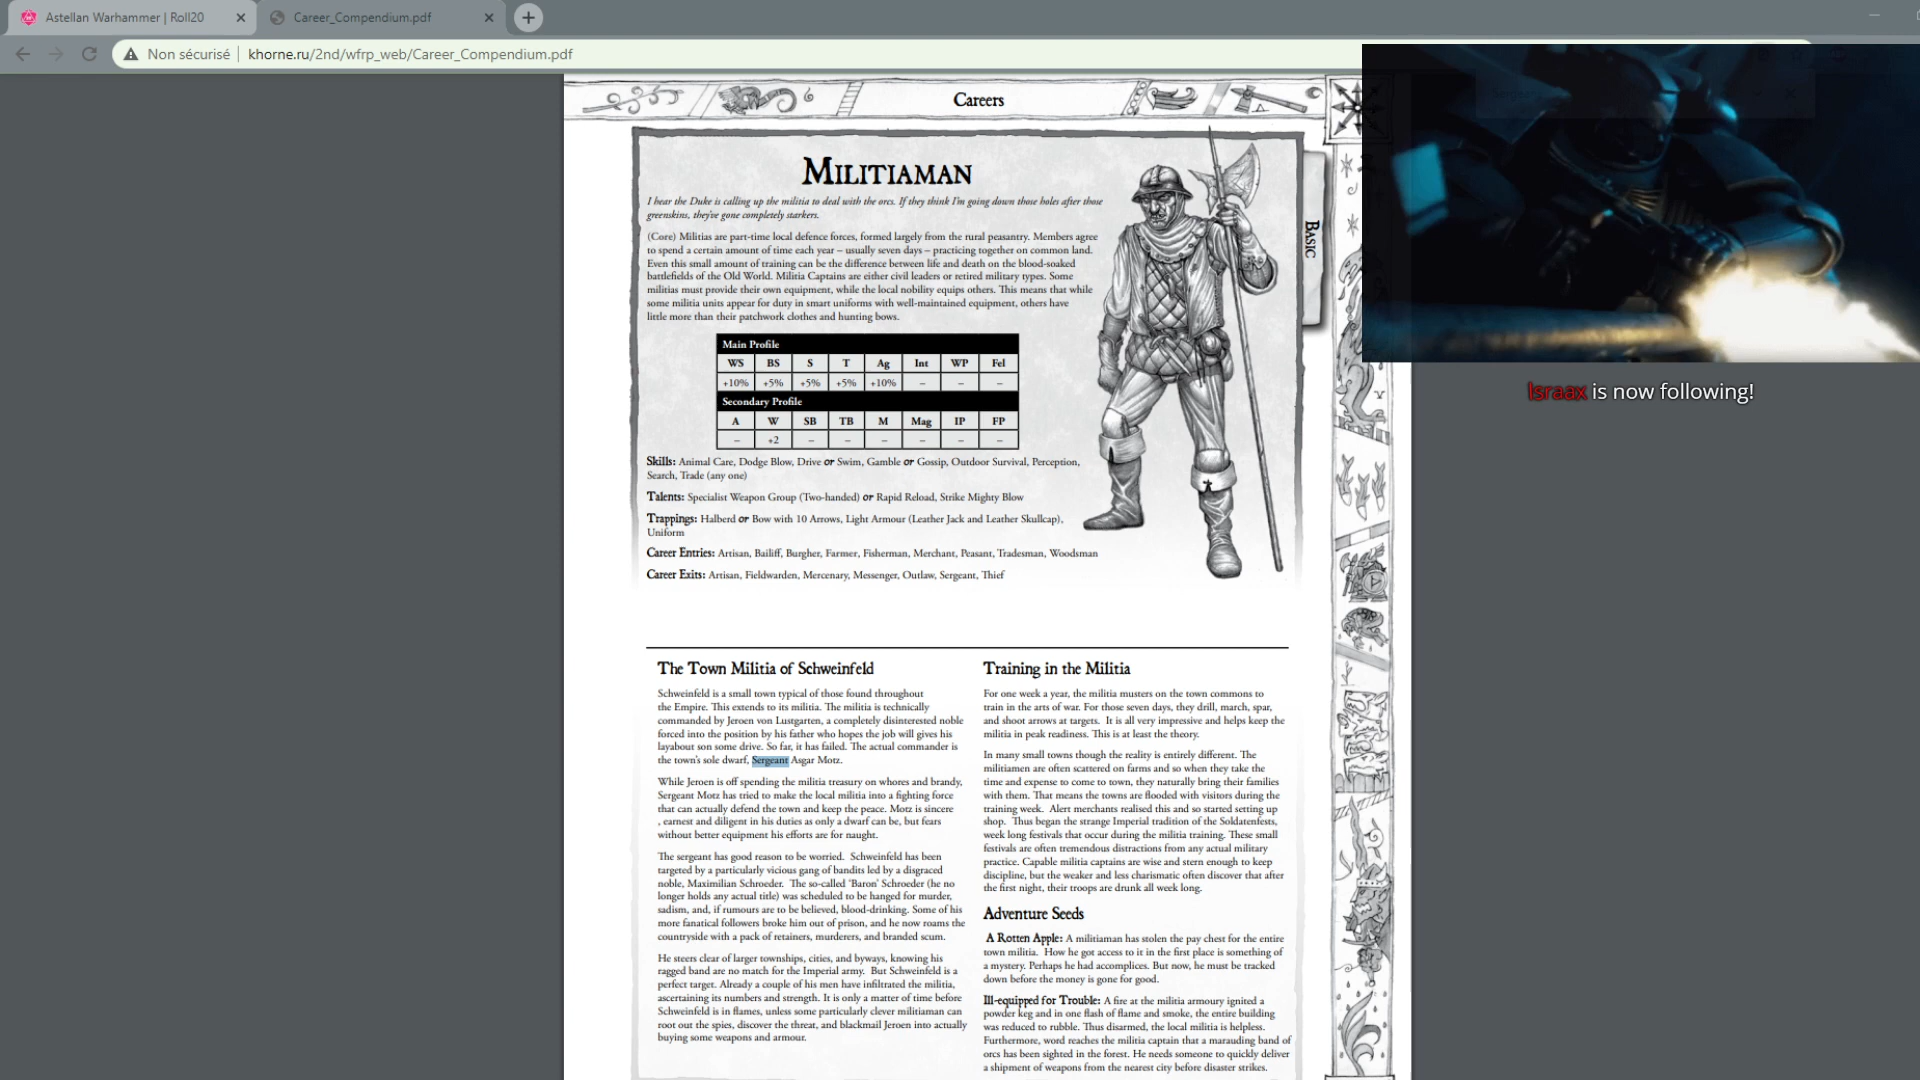 Astellan Warhammer | Roll20
Career_Compendium.pdf
Non sécurisé
khorne.ru/2nd/wfrp_web/Career_Compendium.pdf
Careers
MILITIAMAN
I hear the Duke is calling up the militia to deal with the orcs. If they think I'm going down those holes after those
greenskins, they've gone completely starkers.
(Core) Militias are part-time local defence forces, formed largely from the rural peasantry. Members agree
to spend a certain amount of time each year – usually seven days – practicing together on common land.
Even this small amount of training can be the difference between life and death on the blood-soaked
battlefields of the Old World. Militia Captains are either civil leaders or retired military types. Some
militias must provide their own equipment, while the local nobility equips others. This means that while
some militia units appear for duty in smart uniforms with well-maintained equipment, others have
little more than their patchwork clothes and hunting bows.
Main Profile
WS BS S T Ag Int WP Fel
+10% +5% +5% +5% +10% – – –
Secondary Profile
A W SB TB M Mag IP FP
– +2 – – – – – –
Skills: Animal Care, Dodge Blow, Drive or Swim, Gamble or Gossip, Outdoor Survival, Perception,
Search, Trade (any one)
Talents: Specialist Weapon Group (Two-handed) or Rapid Reload, Strike Mighty Blow
Trappings: Halberd or Bow with 10 Arrows, Light Armour (Leather Jack and Leather Skullcap),
Uniform
Career Entries: Artisan, Bailiff, Burgher, Farmer, Fisherman, Merchant, Peasant, Tradesman, Woodsman
Career Exits: Artisan, Fieldwarden, Mercenary, Messenger, Outlaw, Sergeant, Thief
BASIC
Israax is now following!
The Town Militia of Schweinfeld
Schweinfeld is a small town typical of those found throughout
the Empire. This extends to its militia. The militia is technically
commanded by Jeroen von Lustgarten, a completely disinterested noble
forced into the position by his father who hopes the job will gives his
layabout son some drive. So far, it has failed. The actual commander is
the town's sole dwarf, Sergeant Asgar Motz.
While Jeroen is off spending the militia treasury on whores and brandy,
Sergeant Motz has tried to make the local militia into a fighting force
that can actually defend the town and keep the peace. Motz is sincere
, earnest and diligent in his duties as only a dwarf can be, but fears
without better equipment his efforts are for naught.
The sergeant has good reason to be worried. Schweinfeld has been
targeted by a particularly vicious gang of bandits led by a disgraced
noble, Maximilian Schroeder. The so-called 'Baron' Schroeder (he no
longer holds any actual title) was scheduled to be hanged for murder,
sadism, and, if rumours are to be believed, blood-drinking. Some of his
more fanatical followers broke him out of prison, and he now roams the
countryside with a pack of retainers, murderers, and branded scum.
He steers clear of larger townships, cities, and byways, knowing his
ragged band are no match for the Imperial army. But Schweinfeld is a
perfect target. Already a couple of his men have infiltrated the militia,
ascertaining its numbers and strength. It is only a matter of time before
Schweinfeld is in flames, unless some particularly clever militiaman can
root out the spies, discover the threat, and blackmail Jeroen into actually
buying some weapons and armour.
Training in the Militia
For one week a year, the militia musters on the town commons to
train in the arts of war. For those seven days, they drill, march, spar,
and shoot arrows at targets. It is all very impressive and helps keep the
militia in peak readiness. This is at least the theory.
In many small towns though the reality is entirely different. The
militiamen are often scattered on farms and so when they take the
time and expense to come to town, they naturally bring their families
with them. That means the towns are flooded with visitors during the
training week. Alert merchants realised this and so started setting up
shop. Thus began the strange Imperial tradition of the Soldatenfests,
week long festivals that occur during the militia training. These small
festivals are often tremendous distractions from any actual military
practice. Capable militia captains are wise and stern enough to keep
discipline, but the weaker and less charismatic often discover that after
the first night, their troops are drunk all week long.
Adventure Seeds
A Rotten Apple: A militiaman has stolen the pay chest for the entire
town militia. How he got access to it in the first place is something of
a mystery. Perhaps he had accomplices. But now, he must be tracked
down before the money is gone for good.
Ill-equipped for Trouble: A fire at the militia armoury ignited a
powder keg and in one flash of flame and smoke, the entire building
was reduced to rubble. Thus disarmed, the local militia is helpless.
Furthermore, word reaches the militia captain that a marauding band of
orcs has been sighted in the forest. He needs someone to quickly deliver
a shipment of weapons from the nearest city before disaster strikes.